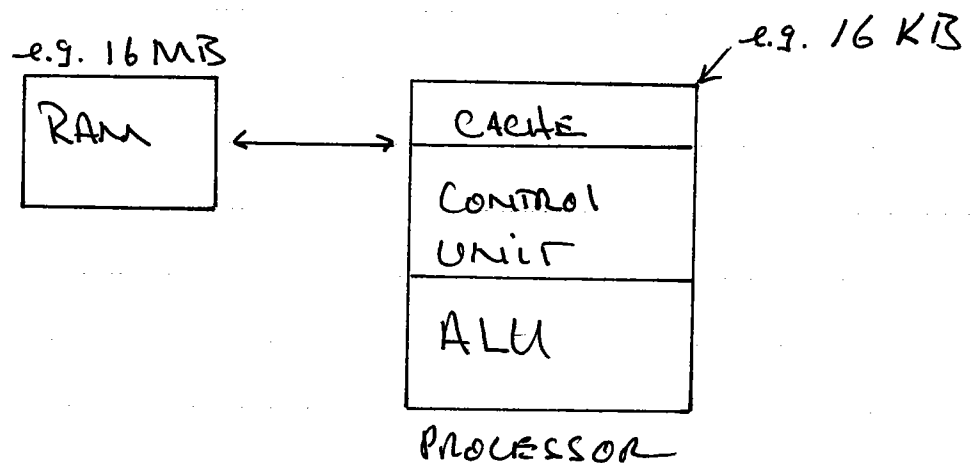 e.g. 16 MB
e.g. 16 KB
RAM
CACHE
CONTROL
UNIT
ALU
PROCESSOR